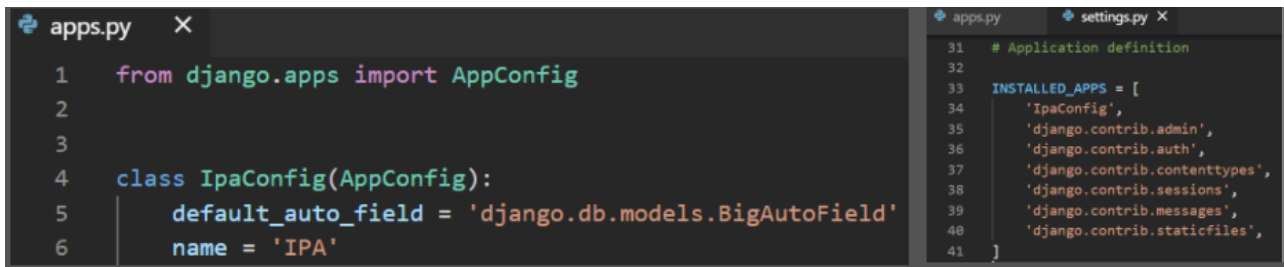 apps.py X
1 from django.apps import AppConfig
2
3
4 class IpaConfig(AppConfig):
5     default_auto_field = 'django.db.models.BigAutoField'
6     name = 'IPA'
apps.py settings.py X
31 # Application definition
32
33 INSTALLED_APPS = [
34     'IpaConfig',
35     'django.contrib.admin',
36     'django.contrib.auth',
37     'django.contrib.contenttypes',
38     'django.contrib.sessions',
39     'django.contrib.messages',
40     'django.contrib.staticfiles',
41 ]